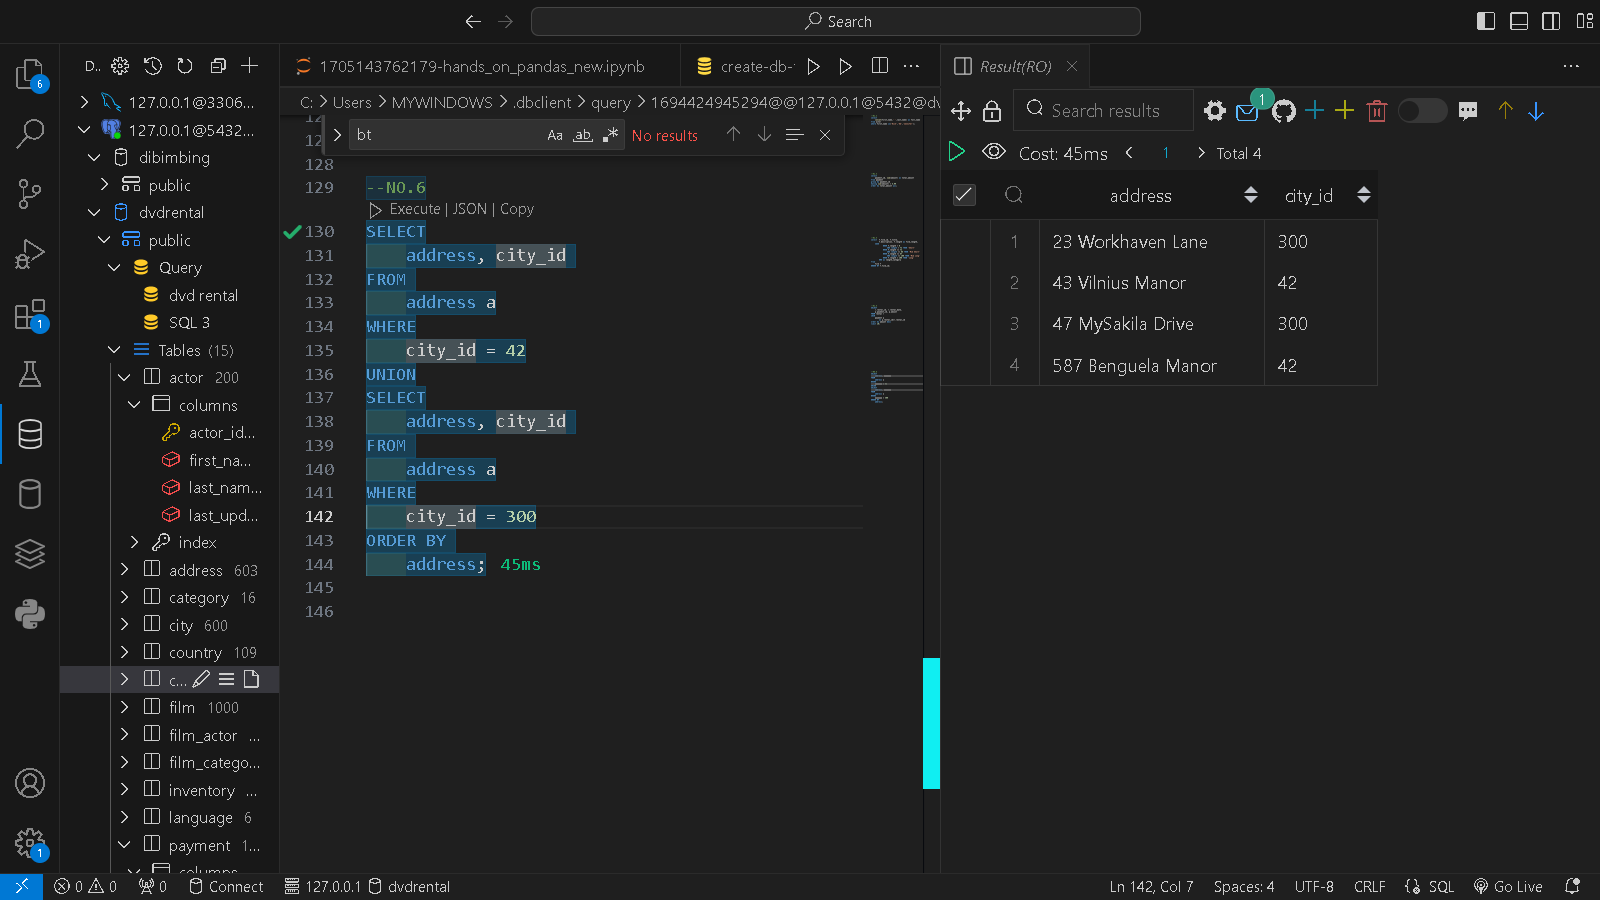 Search
D..
1705143762179-hands_on_pandas_new.ipynb
create-db-
Result(RO)
C: > Users > MYWINDOWS > .dbclient > query > 1694424945294@@127.0.0.1@5432@dv
6
127.0.0.1@3306...
127.0.0.1@5432...
dibimbing
public
dvdrental
public
Query
dvd rental
SQL 3
Tables (15)
actor 200
columns
actor_id...
first_na...
last_nam...
last_upd...
index
address 603
category 16
city 600
country 109
c...
film 1000
film_actor ...
film_catego...
inventory ...
language 6
payment 1...
columns
1
1
bt
Aa ab .*
No results
128
129 --NO.6
Execute | JSON | Copy
130 SELECT
131 address, city_id
132 FROM
133 address a
134 WHERE
135 city_id = 42
136 UNION
137 SELECT
138 address, city_id
139 FROM
140 address a
141 WHERE
142 city_id = 300
143 ORDER BY
144 address; 45ms
145
146
Search results
1
Cost: 45ms < 1 > Total 4
address city_id
1 23 Workhaven Lane 300
2 43 Vilnius Manor 42
3 47 MySakila Drive 300
4 587 Benguela Manor 42
0 0 0 Connect 127.0.0.1 dvdrental
Ln 142, Col 7 Spaces: 4 UTF-8 CRLF SQL Go Live